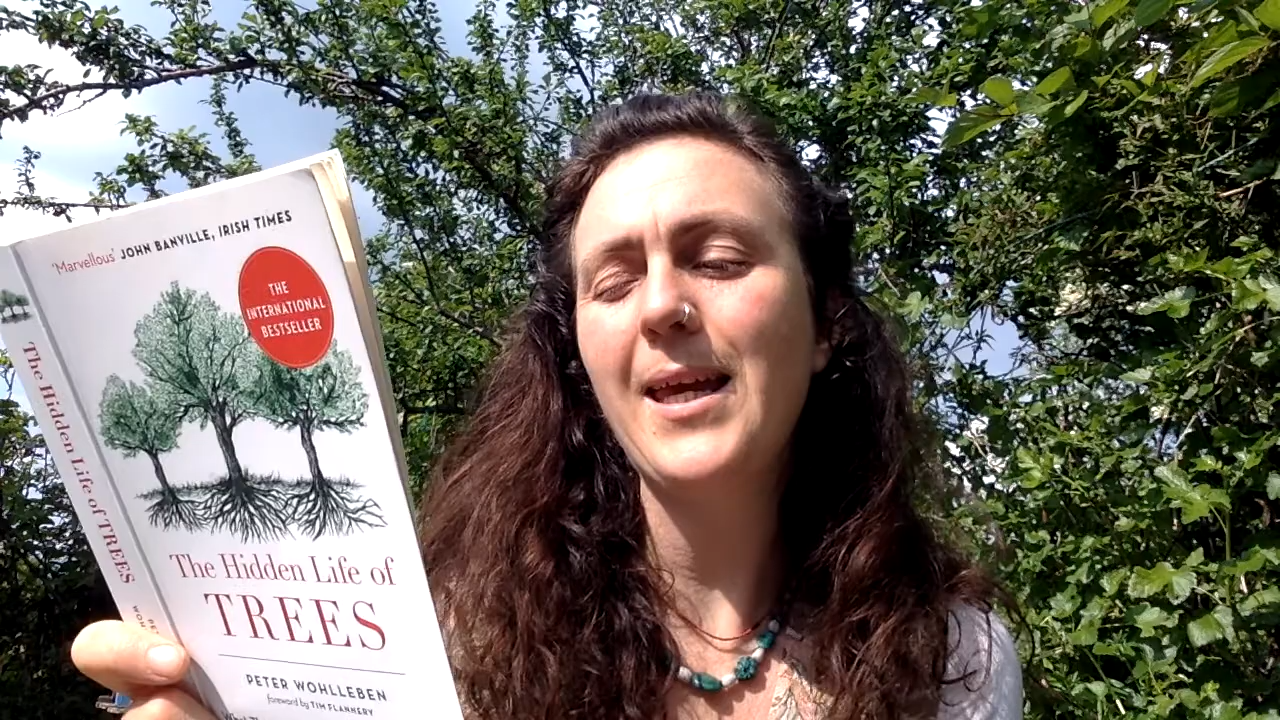 'Marvellous' JOHN BANVILLE, IRISH TIMES
THE
INTERNATIONAL
BESTSELLER
The Hidden Life of
TREES
PETER WOHLLEBEN
foreword by TIM FLANNERY
The Hidden Life of TREES